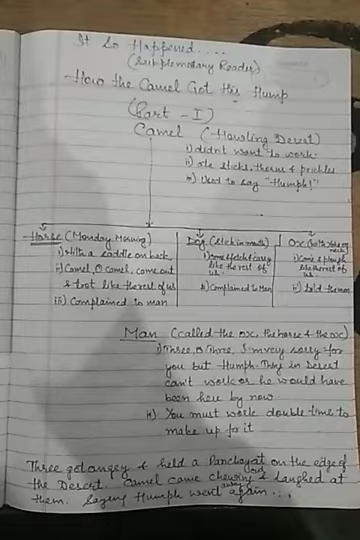 It So Happened....
(Supplementary Reader)
How the Camel Got His Hump
(Part - I)
Camel (Howling Desert)
i) didn't want to work.
ii) ate sticks, thorns & prickles
iii) Used to say "Humph!"
Horse (Monday Morning)
i) With a saddle on back
ii) Camel, O Camel, come out & trot like the rest of us
iii) Complained to man
Dog (Stick in mouth)
i) come & fetch & carry like the rest of us.
ii) Complained to Man
Ox (with yoke on neck)
i) come & plough like the rest of us
ii) told the man
Man (called the ox, the horse & the ox)
i) Three, O Three, I'm very sorry for
you but Humph-Thing in Desert
can't work or he would have
been here by now
ii) You must work double time to
make up for it
Three got angry & held a Panchayat on the edge of
the Desert. Camel came chewing cud & laughed at
them. Saying Humph went away again...